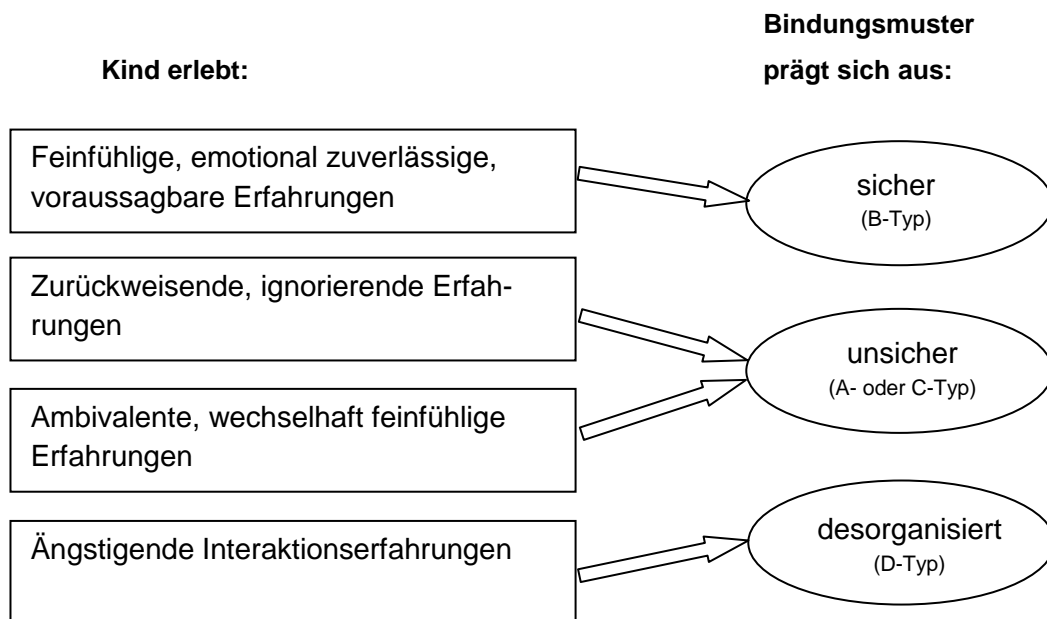 Kind erlebt:
Bindungsmuster
prägt sich aus:
Feinfühlige, emotional zuverlässige,
voraussagbare Erfahrungen
sicher
(B-Typ)
Zurückweisende, ignorierende Erfah-
rungen
unsicher
(A- oder C-Typ)
Ambivalente, wechselhaft feinfühlige
Erfahrungen
Ängstigende Interaktionserfahrungen
desorganisiert
(D-Typ)